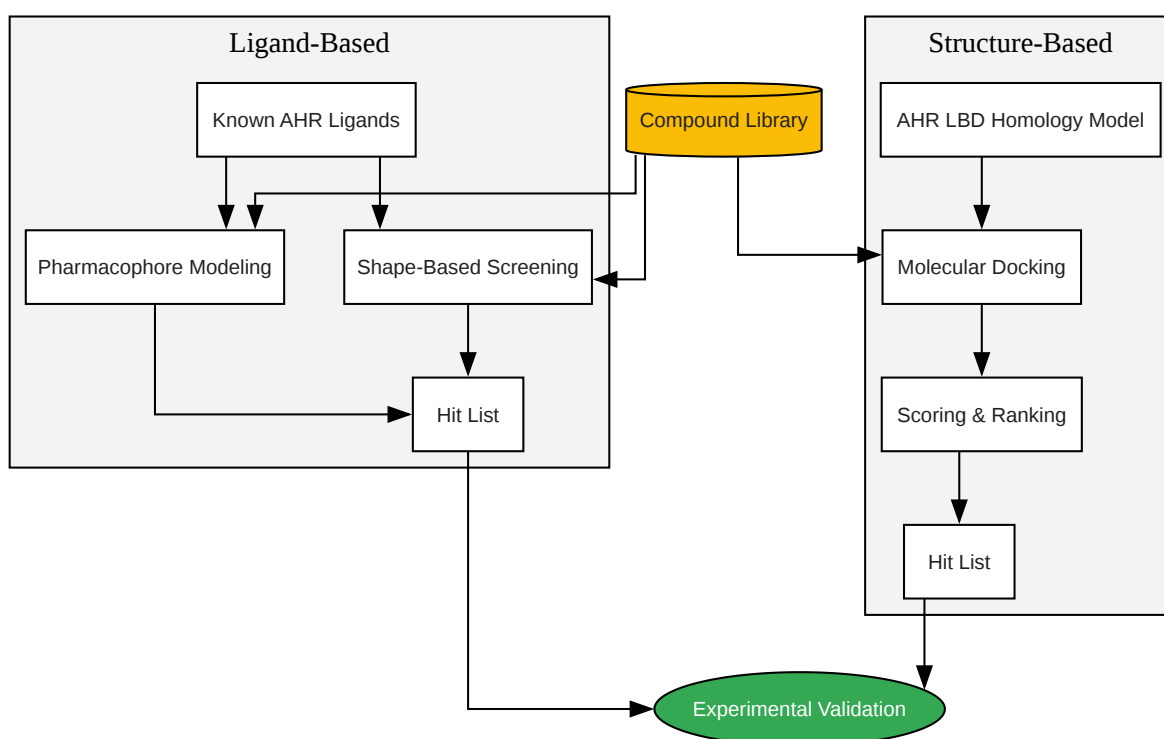 Ligand-Based
Structure-Based
Known AHR Ligands
Compound Library
AHR LBD Homology Model
Pharmacophore Modeling
Shape-Based Screening
Molecular Docking
Hit List
Scoring & Ranking
Hit List
Experimental Validation